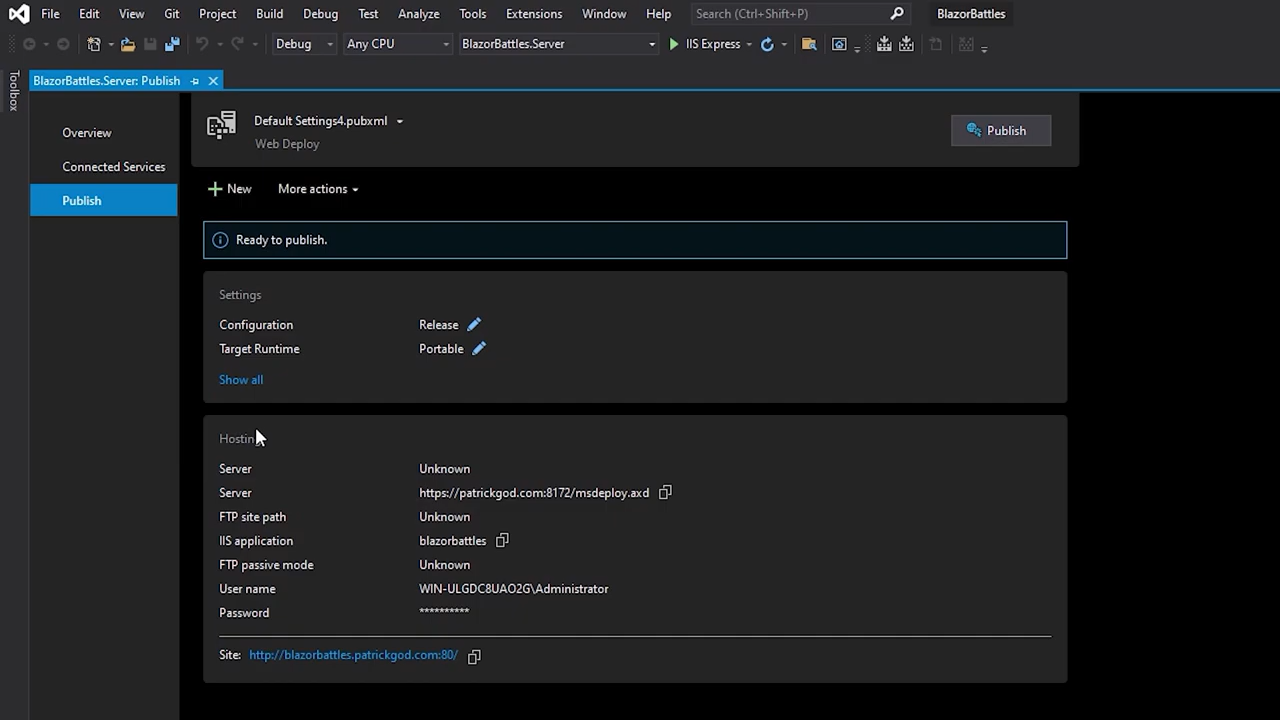 File Edit View Git Project Build Debug Test Analyze Tools Extensions Window Help Search (Ctrl+Shift+P) BlazorBattles
Debug Any CPU BlazorBattles.Server IIS Express
Toolbox
BlazorBattles.Server: Publish
Overview
Connected Services
Publish
Default Settings4.pubxml
Web Deploy
Publish
New More actions
Ready to publish.
Settings
Configuration Release
Target Runtime Portable
Show all
Hosting
Server Unknown
Server https://patrickgod.com:8172/msdeploy.axd
FTP site path Unknown
IIS application blazorbattles
FTP passive mode Unknown
User name WIN-ULGDC8UAO2G\Administrator
Password **********
Site: http://blazorbattles.patrickgod.com:80/